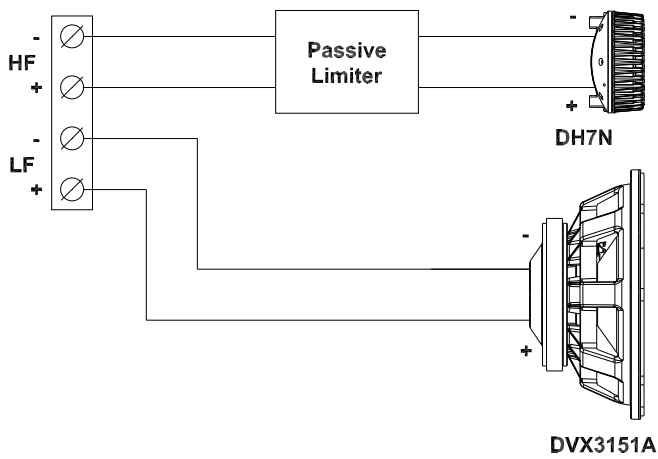 -
HF
+
-
LF
+
Passive
Limiter
-
+
DH7N
-
+
DVX3151A